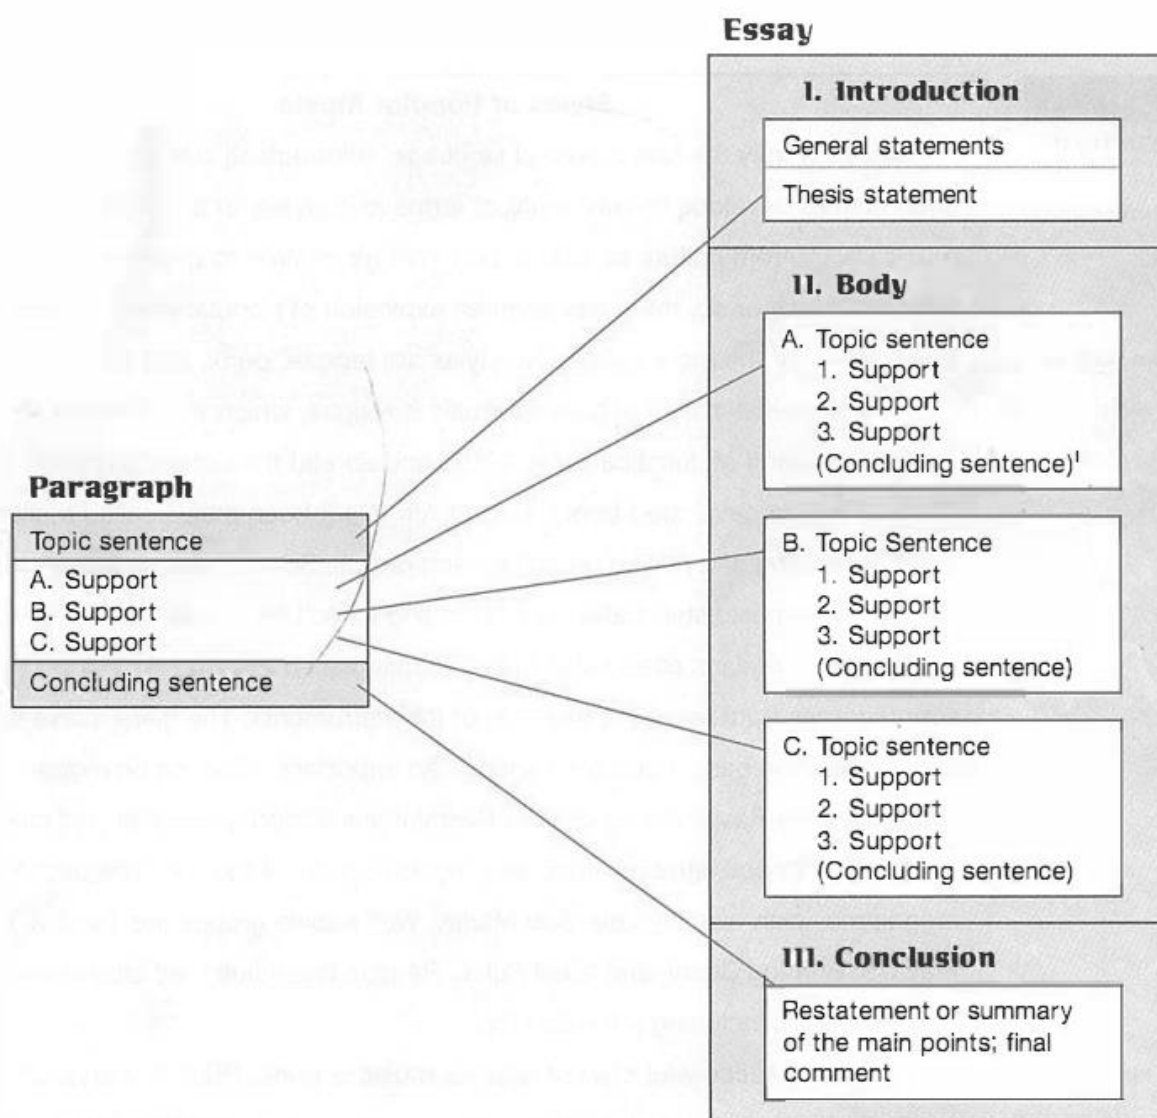 Essay
I. Introduction
General statements
Thesis statement
II. Body
A. Topic sentence
1. Support
2. Support
3. Support
(Concluding sentence)¹
Paragraph
Topic sentence
A. Support
B. Support
C. Support
Concluding sentence
B. Topic Sentence
1. Support
2. Support
3. Support
(Concluding sentence)
C. Topic sentence
1. Support
2. Support
3. Support
(Concluding sentence)
III. Conclusion
Restatement or summary
of the main points; final
comment